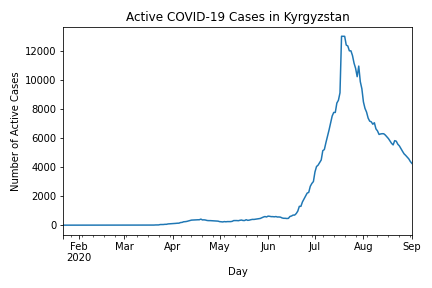 Active COVID-19 Cases in Kyrgyzstan
12000
10000
8000
6000
4000
2000
0
Number of Active Cases
Feb Mar Apr May Jun Jul Aug Sep
2020
Day